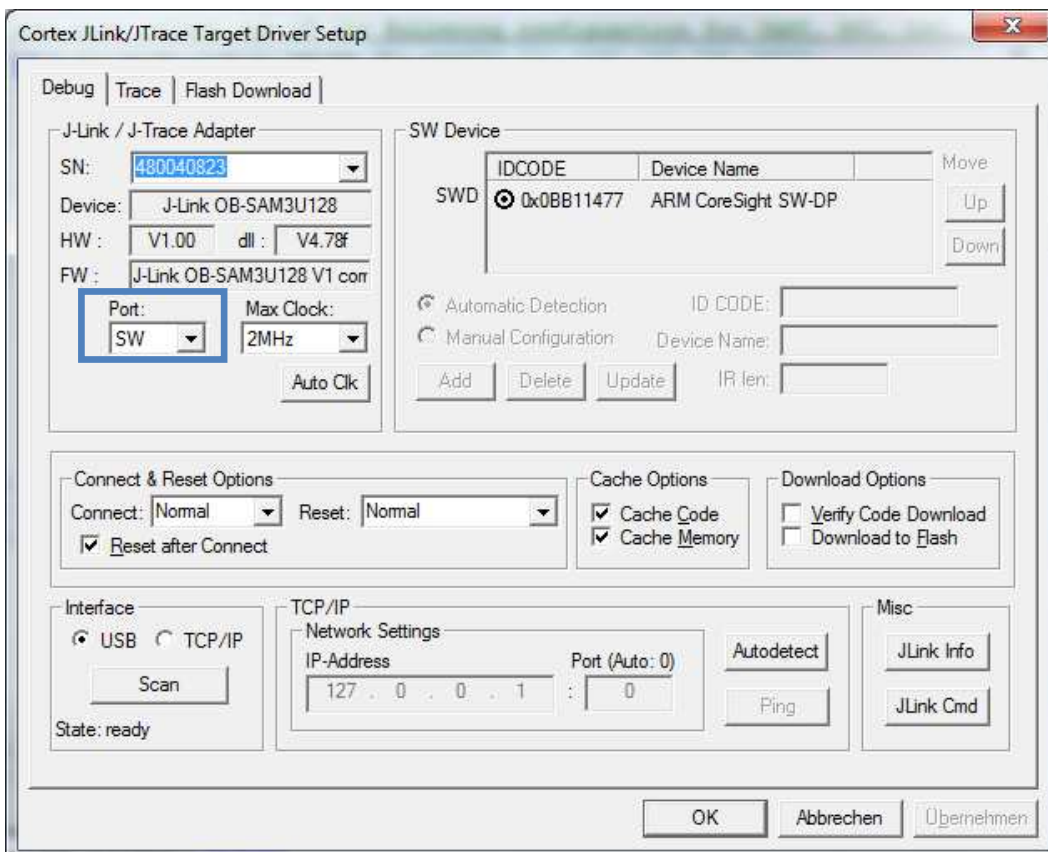 Cortex JLink/JTrace Target Driver Setup
Debug Trace Flash Download
J-Link / J-Trace Adapter
SN: 480040823
Device: J-Link OB-SAM3U128
HW : V1.00 dll : V4.78f
FW : J-Link OB-SAM3U128 V1 com
Port: Max Clock:
SW 2MHz
Auto Clk
SW Device
IDCODE Device Name
SWD 0x0BB11477 ARM CoreSight SW-DP
Move
Up
Down
Automatic Detection ID CODE:
Manual Configuration Device Name:
Add Delete Update IR len:
Connect & Reset Options
Connect: Normal Reset: Normal
Reset after Connect
Cache Options
Cache Code
Cache Memory
Download Options
Verify Code Download
Download to Flash
Interface
USB TCP/IP
Scan
State: ready
TCP/IP
Network Settings
IP-Address Port (Auto: 0)
127 . 0 . 0 . 1 : 0
Autodetect
Ping
Misc
JLink Info
JLink Cmd
OK Abbrechen Übernehmen